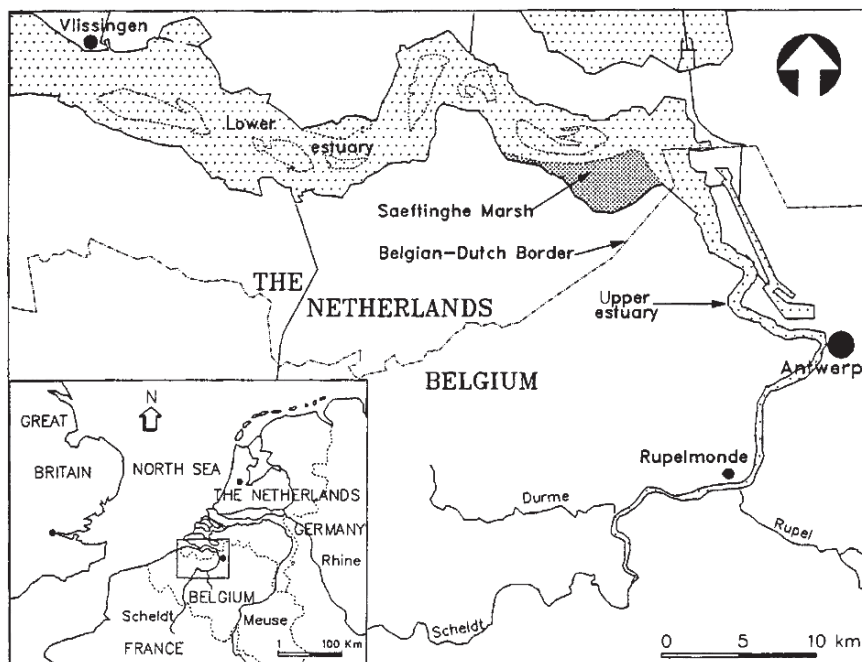 Vlissingen
Lower
estuary
Saeftinghe Marsh
Belgian-Dutch Border
THE
NETHERLANDS
Upper
estuary
Antwerp
BELGIUM
Rupelmonde
Durme
Rupel
Scheldt
0 5 10 km
N
GREAT
BRITAIN
NORTH SEA
THE NETHERLANDS
GERMANY
Rhine
BELGIUM
Scheldt
Meuse
FRANCE
1 100 Km